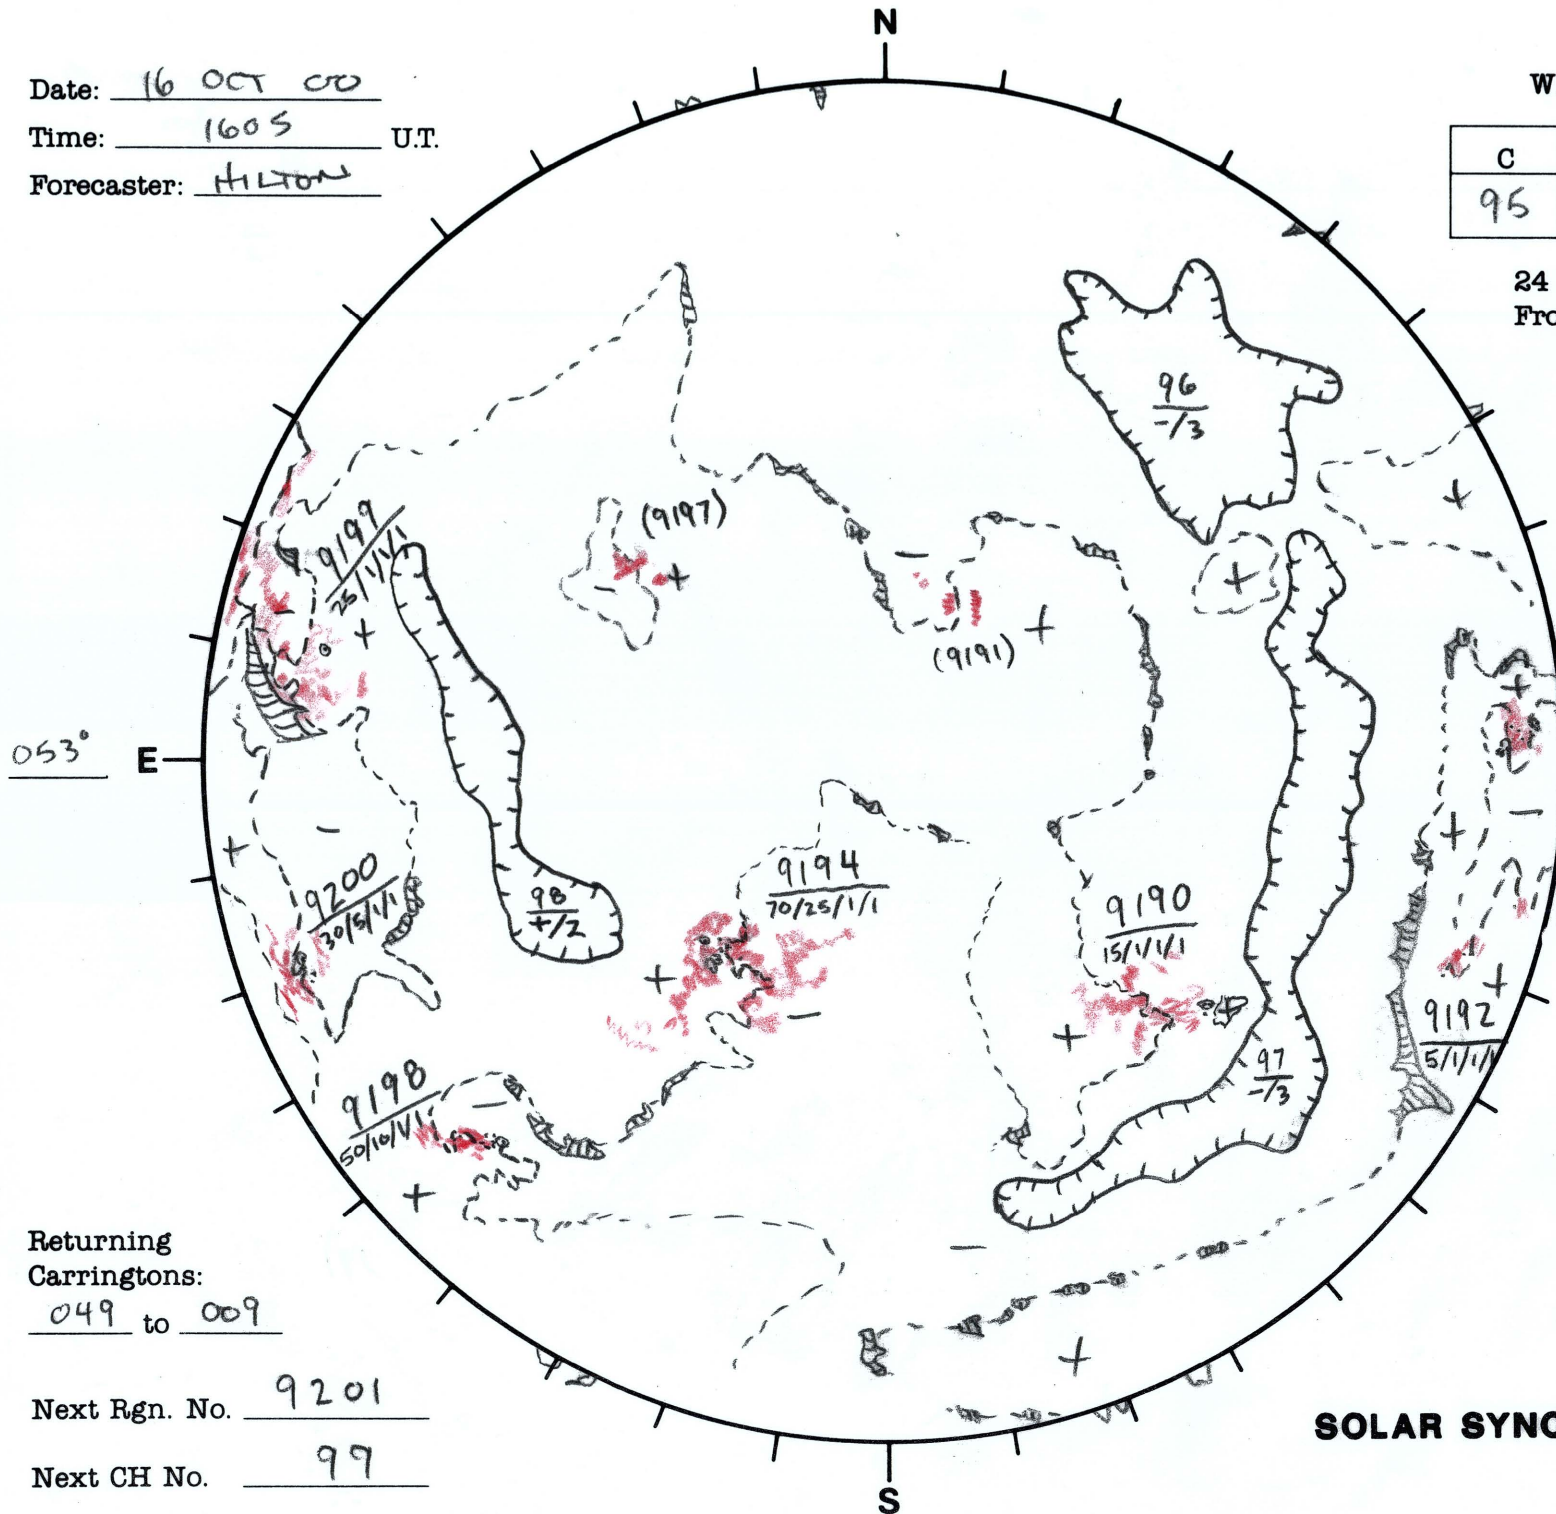 N
Date: 16 OCT 00
Time: 1605 U.T.
Forecaster: HILTON
W
C
95
24
Fro
96
-/3
9199
25/1/1/1
(9197)
+
-
+
+
+
+
(9191)
-
+
053°
E
-
+
-
+
9200
30/5/1/1
98
+/2
9194
70/25/1/1
9190
15/1/1/1
+
-
+
+
9192
5/1/1/1
97
-/3
9198
50/10/1/1
-
+
-
+
Returning
Carringtons:
049 to 009
Next Rgn. No. 9201
Next CH No. 99
SOLAR SYNO
S